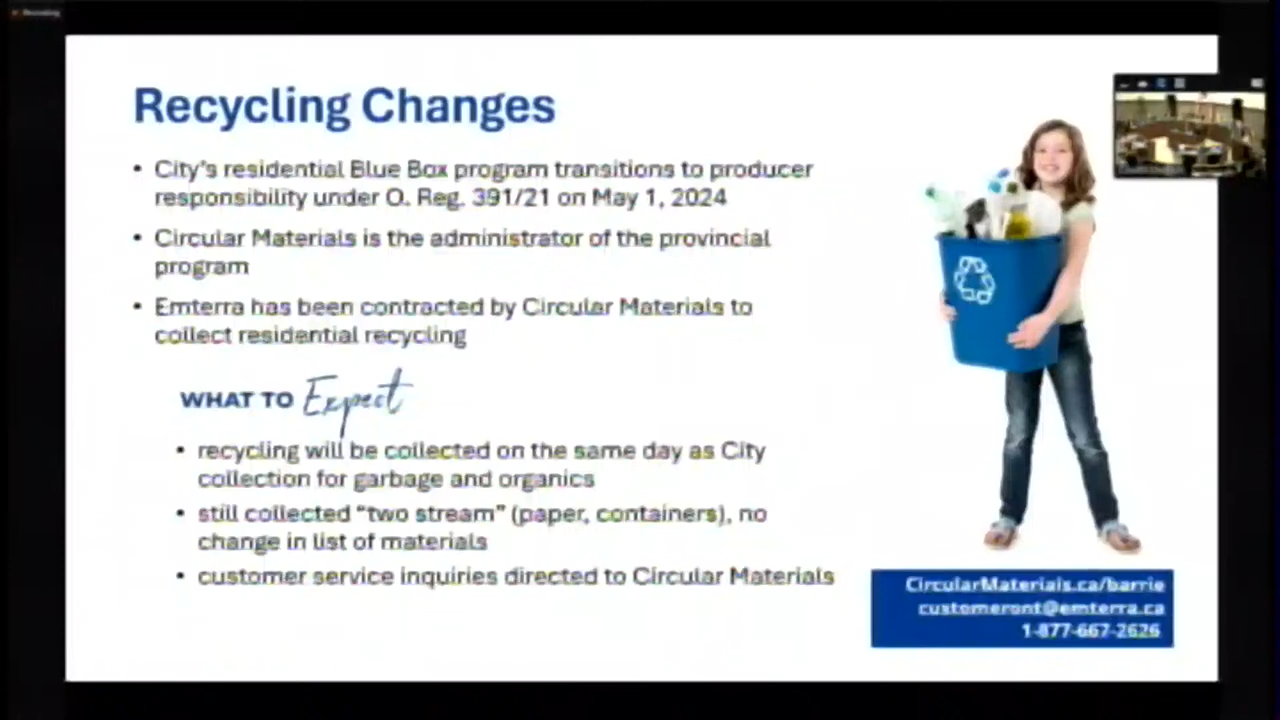 Recycling Changes
• City's residential Blue Box program transitions to producer
responsibility under O. Reg. 391/21 on May 1, 2024
• Circular Materials is the administrator of the provincial
program
• Emterra has been contracted by Circular Materials to
collect residential recycling
WHAT TO Expect
• recycling will be collected on the same day as City
collection for garbage and organics
• still collected “two stream” (paper, containers), no
change in list of materials
• customer service inquiries directed to Circular Materials
CircularMaterials.ca/barrie
customeront@emterra.ca
1-877-667-2626